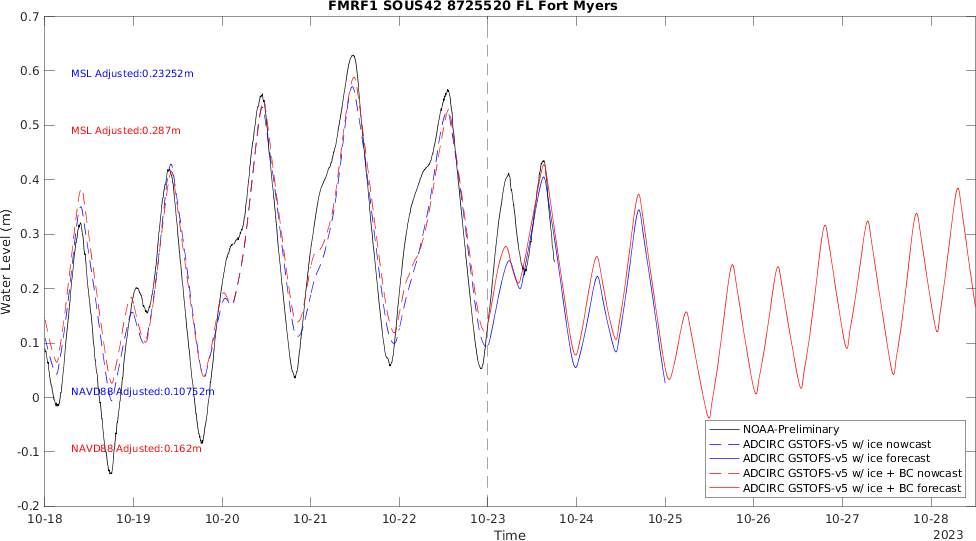 FMRF1 SOUS42 8725520 FL Fort Myers
0.7
0.6
0.5
0.4
0.3
0.2
0.1
0
-0.1
-0.2
Water Level (m)
MSL Adjusted:0.23252m
MSL Adjusted:0.287m
NAVD88 Adjusted:0.10752m
NAVD88 Adjusted:0.162m
NOAA-Preliminary
ADCIRC GSTOFS-v5 w/ ice nowcast
ADCIRC GSTOFS-v5 w/ ice forecast
ADCIRC GSTOFS-v5 w/ ice + BC nowcast
ADCIRC GSTOFS-v5 w/ ice + BC forecast
10-18 10-19 10-20 10-21 10-22 10-23 10-24 10-25 10-26 10-27 10-28
Time
2023